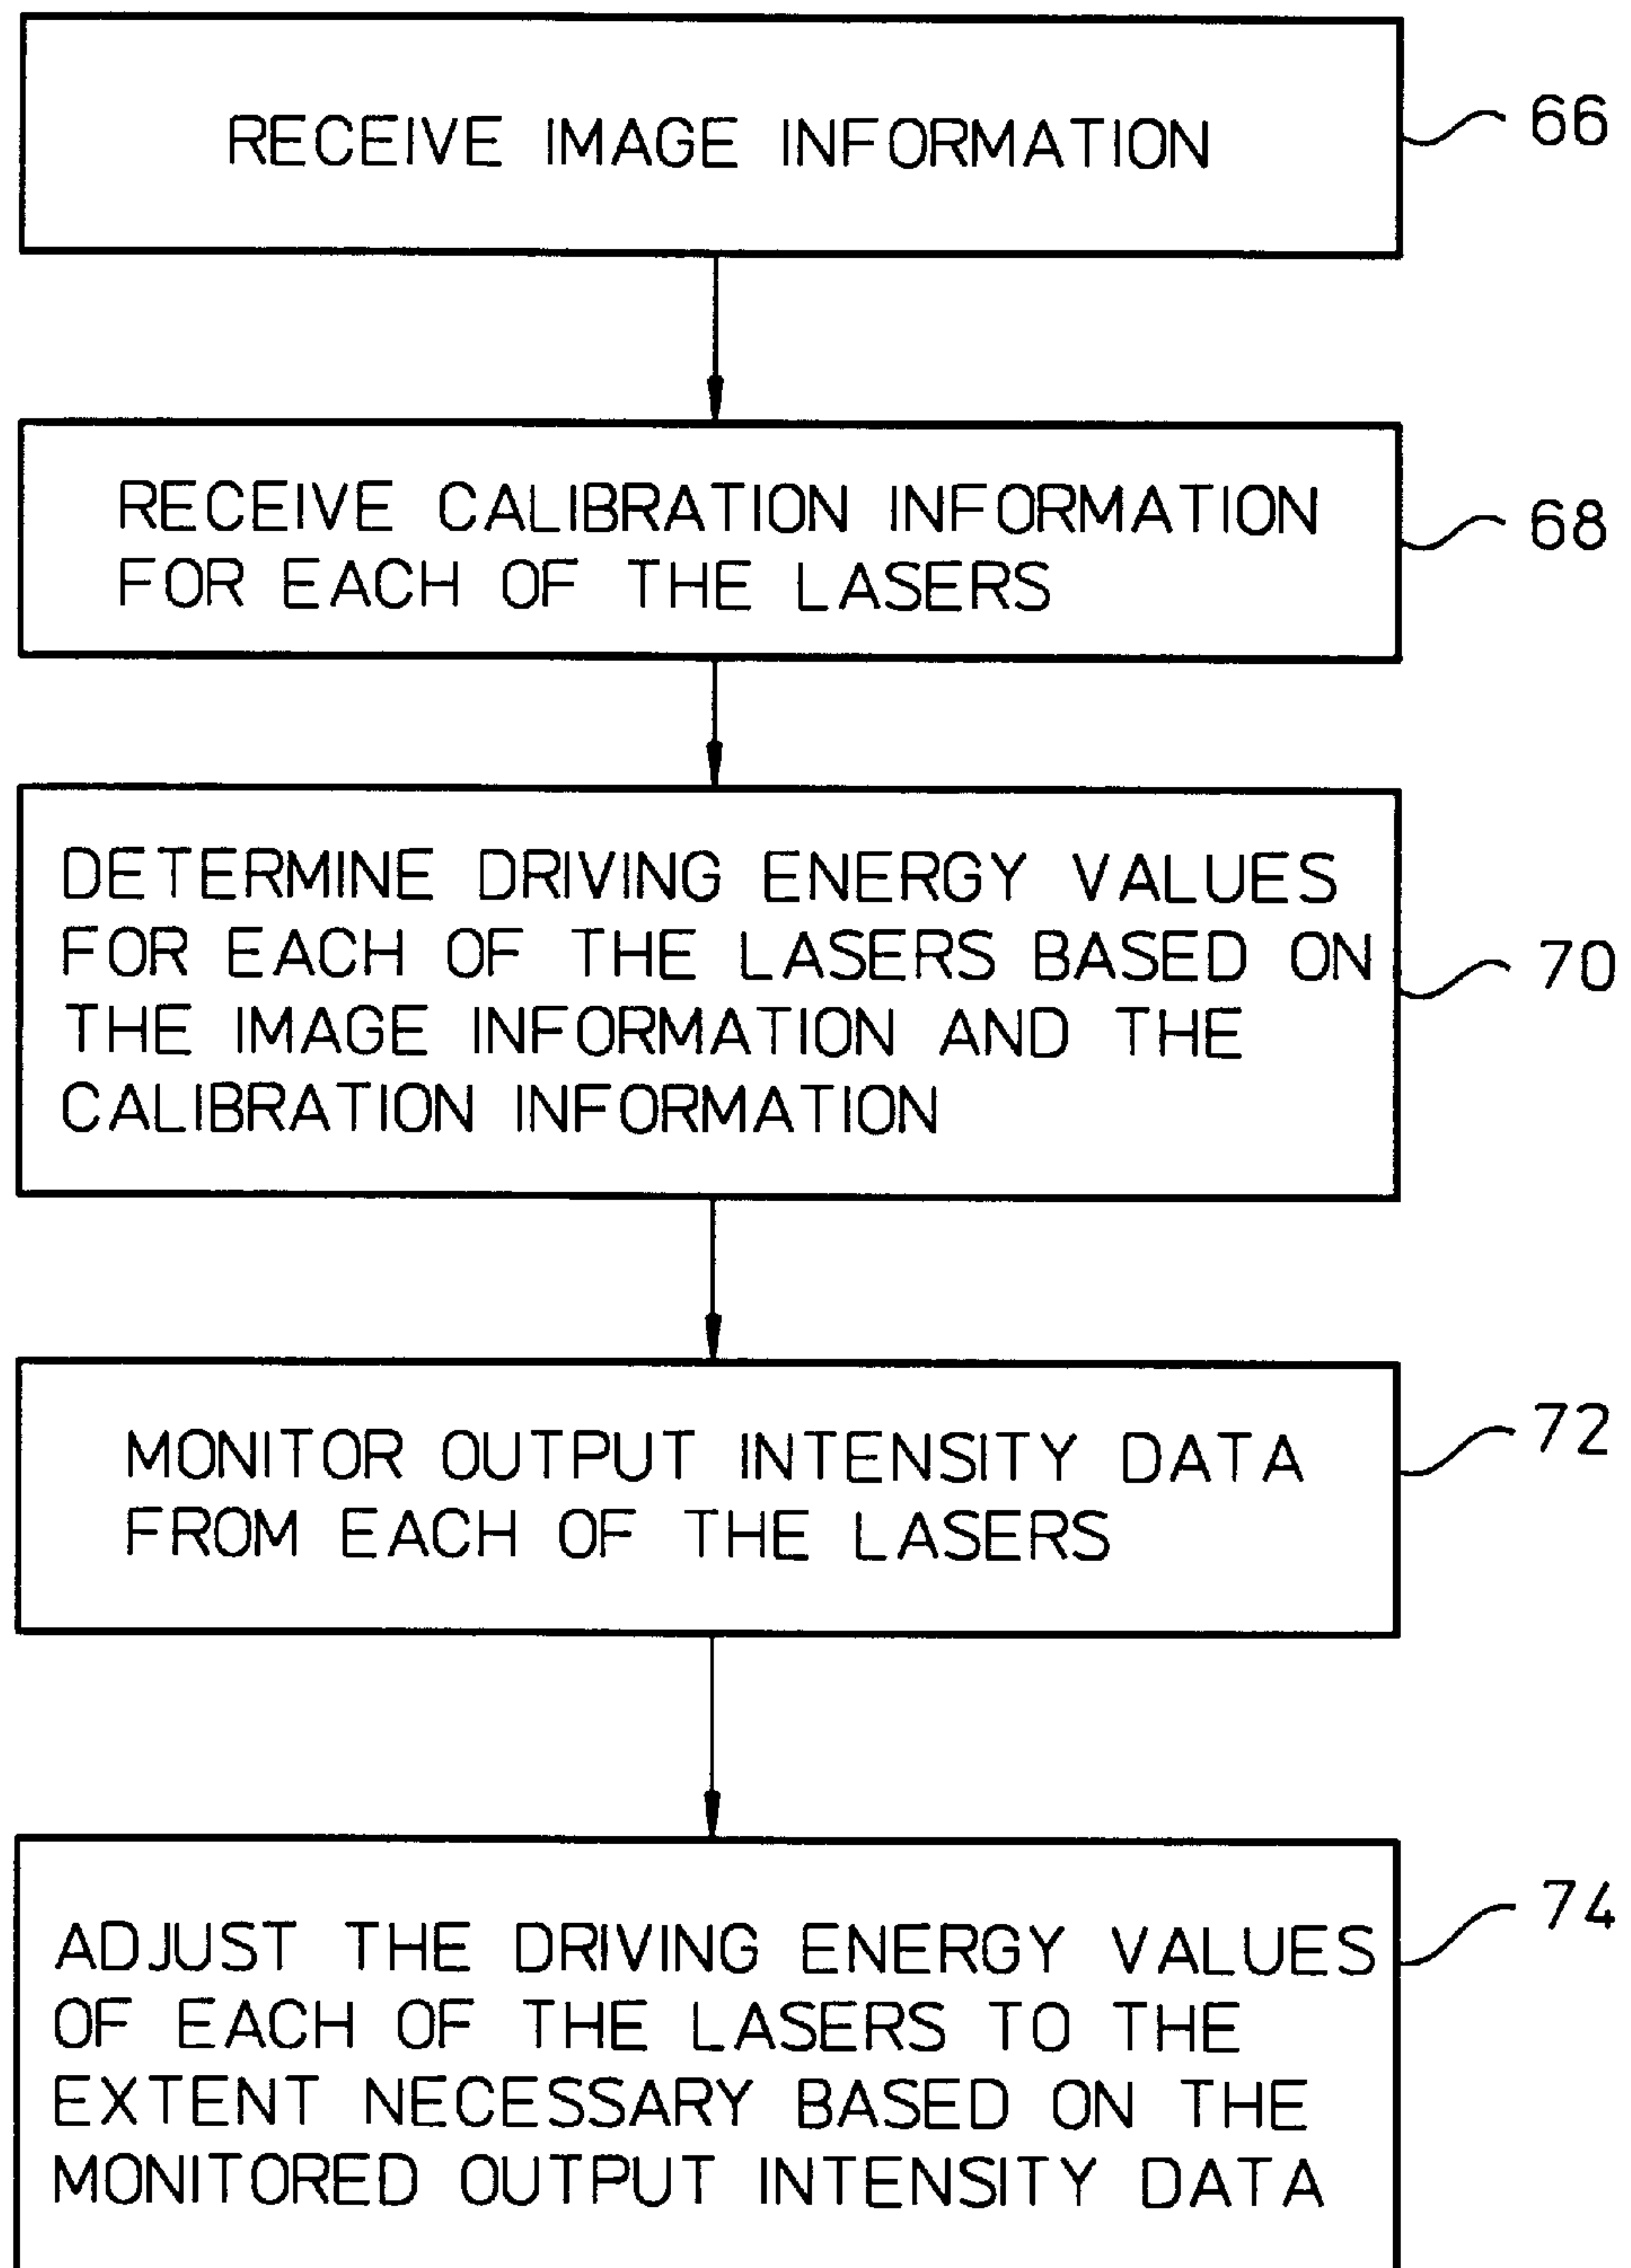 RECEIVE IMAGE INFORMATION
66
RECEIVE CALIBRATION INFORMATION
FOR EACH OF THE LASERS
68
DETERMINE DRIVING ENERGY VALUES
FOR EACH OF THE LASERS BASED ON
THE IMAGE INFORMATION AND THE
CALIBRATION INFORMATION
70
MONITOR OUTPUT INTENSITY DATA
FROM EACH OF THE LASERS
72
ADJUST THE DRIVING ENERGY VALUES
OF EACH OF THE LASERS TO THE
EXTENT NECESSARY BASED ON THE
MONITORED OUTPUT INTENSITY DATA
74